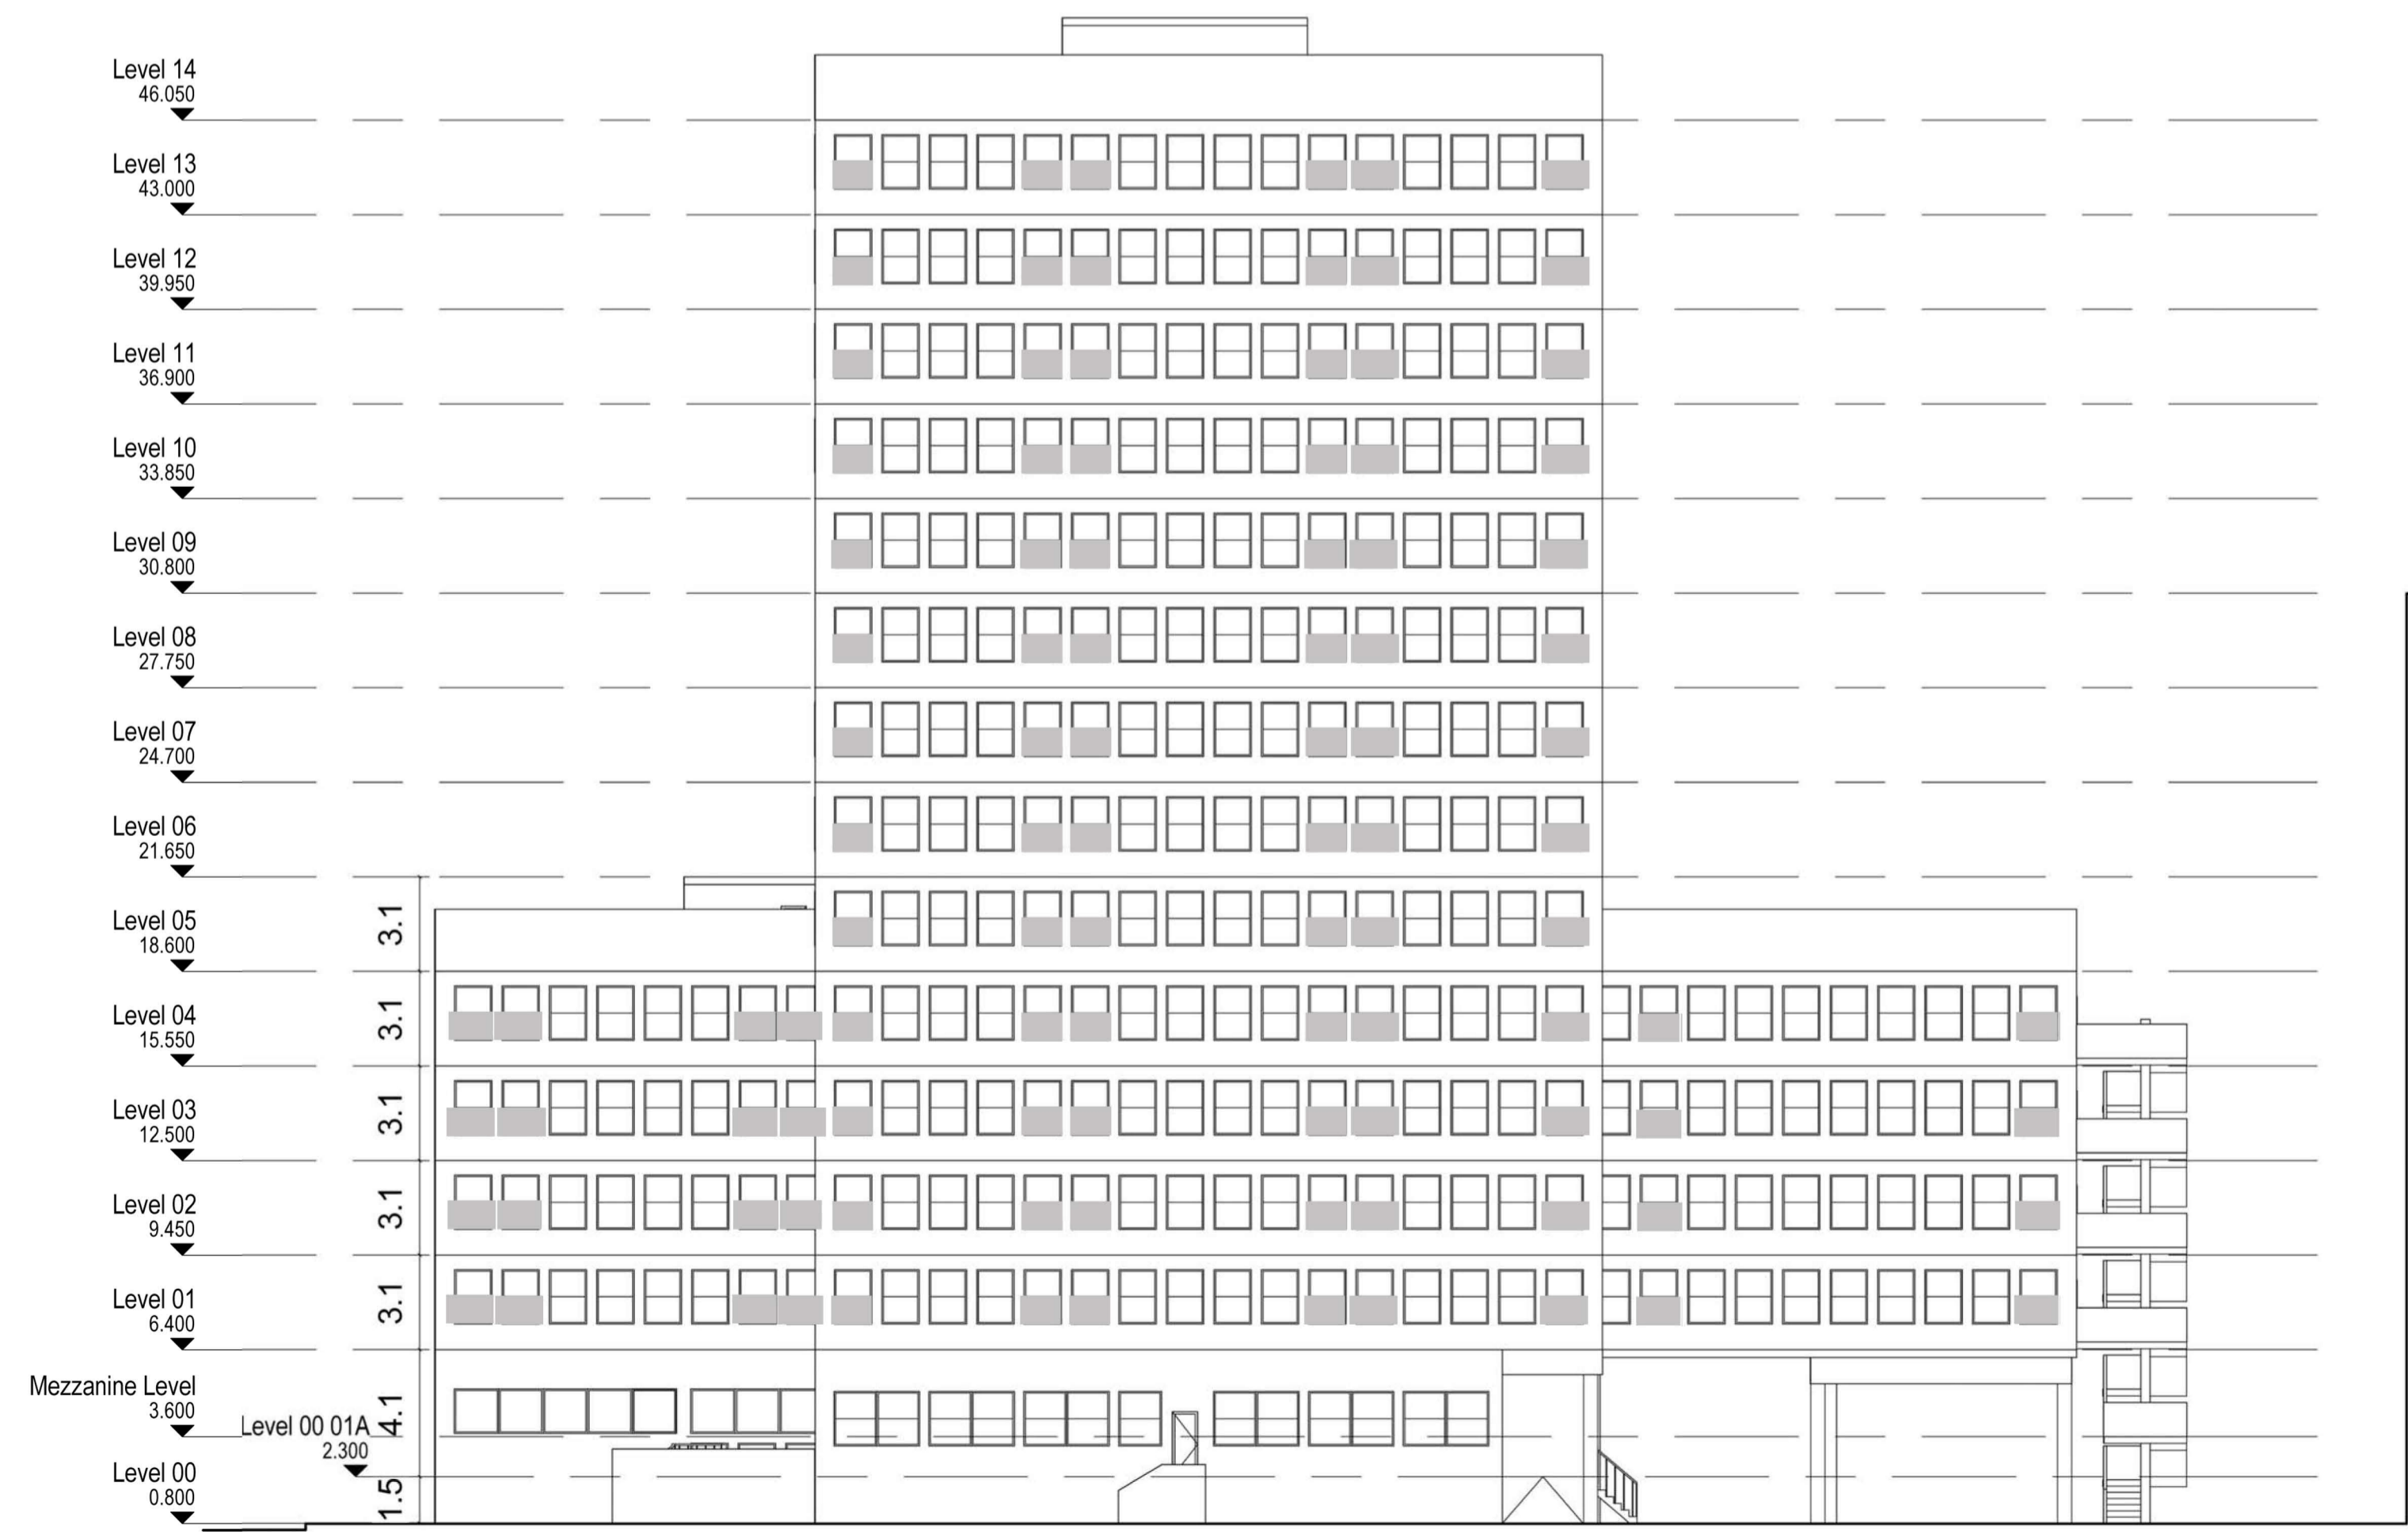 Level 14
46.050
Level 13
43.000
Level 12
39.950
Level 11
36.900
Level 10
33.850
Level 09
30.800
Level 08
27.750
Level 07
24.700
Level 06
21.650
3.1
Level 05
18.600
3.1
Level 04
15.550
3.1
Level 03
12.500
3.1
Level 02
9.450
3.1
Level 01
6.400
Mezzanine Level
3.600
4.1
Level 00 01A
2.300
Level 00
0.800
1.5